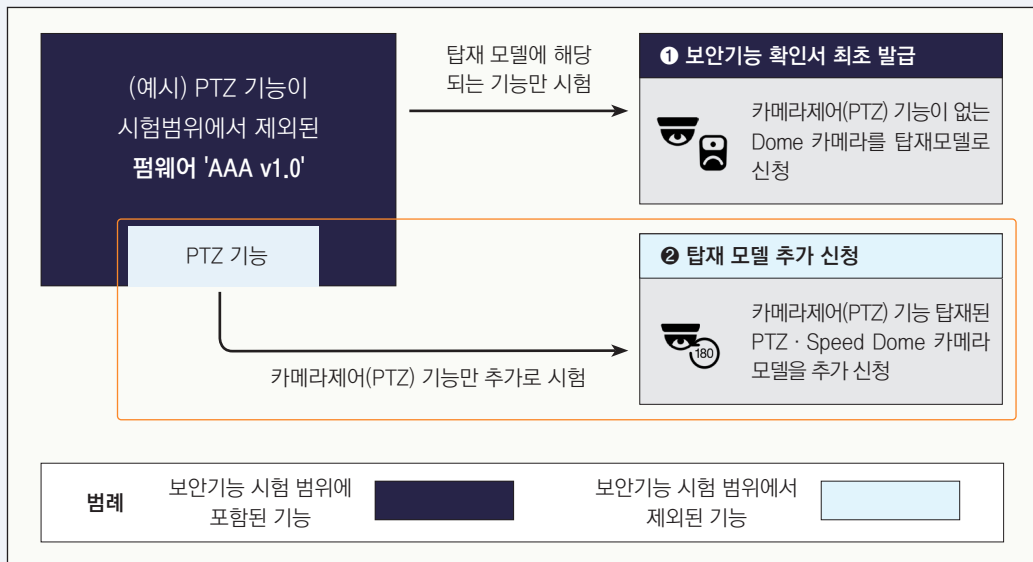 (예시) PTZ 기능이
시험범위에서 제외된
펌웨어 'AAA v1.0'
PTZ 기능
탑재 모델에 해당
되는 기능만 시험
❶ 보안기능 확인서 최초 발급
카메라제어(PTZ) 기능이 없는
Dome 카메라를 탑재모델로
신청
❷ 탑재 모델 추가 신청
카메라제어(PTZ) 기능 탑재된
PTZ · Speed Dome 카메라
모델을 추가 신청
180
카메라제어(PTZ) 기능만 추가로 시험
범례
보안기능 시험 범위에
포함된 기능
보안기능 시험 범위에서
제외된 기능